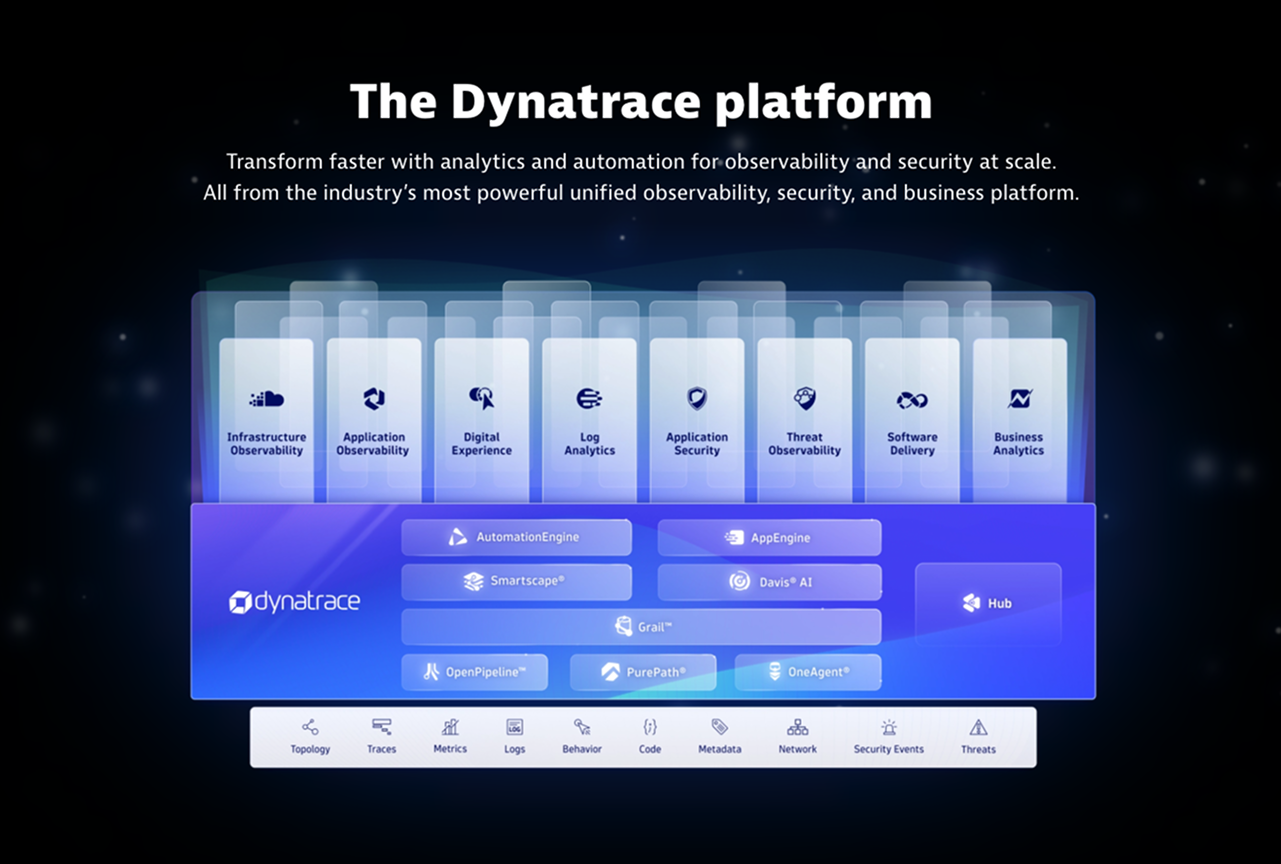 The Dynatrace platform
Transform faster with analytics and automation for observability and security at scale.
All from the industry’s most powerful unified observability, security, and business platform.
Infrastructure
Observability
Application
Observability
Digital
Experience
Log
Analytics
Application
Security
Threat
Observability
Software
Delivery
Business
Analytics
dynatrace
AutomationEngine
AppEngine
Smartscape®
Davis® AI
Grail™
OpenPipeline™
PurePath®
OneAgent®
Hub
LOG
Topology
Traces
Metrics
Logs
Behavior
Code
Metadata
Network
Security Events
Threats